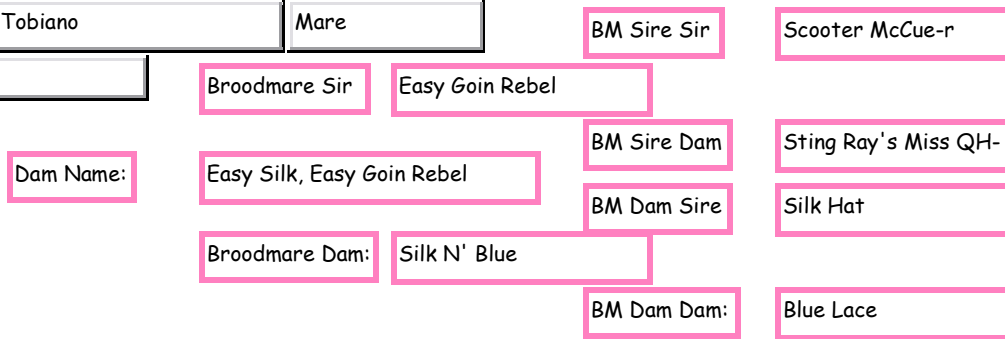 Tobiano
Mare
BM Sire Sir
Scooter McCue-r
Broodmare Sir
Easy Goin Rebel
BM Sire Dam
Sting Ray's Miss QH-
Dam Name:
Easy Silk, Easy Goin Rebel
BM Dam Sire
Silk Hat
Broodmare Dam:
Silk N' Blue
BM Dam Dam:
Blue Lace